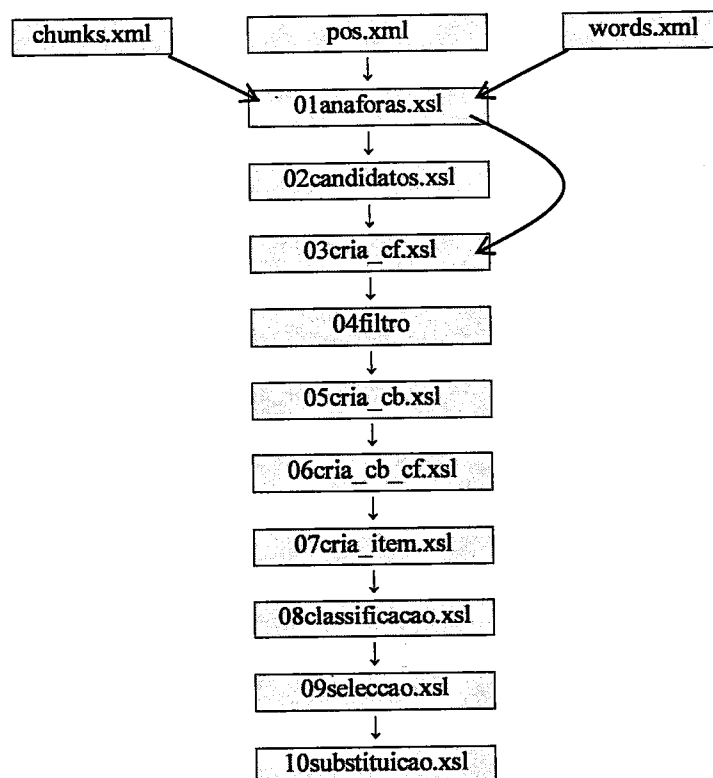 chunks.xml
pos.xml
words.xml
01anaforas.xsl
02candidatos.xsl
03cria_cf.xsl
04filtro
05cria_cb.xsl
06cria_cb_cf.xsl
07cria_item.xsl
08classificacao.xsl
09seleccao.xsl
10substituicao.xsl